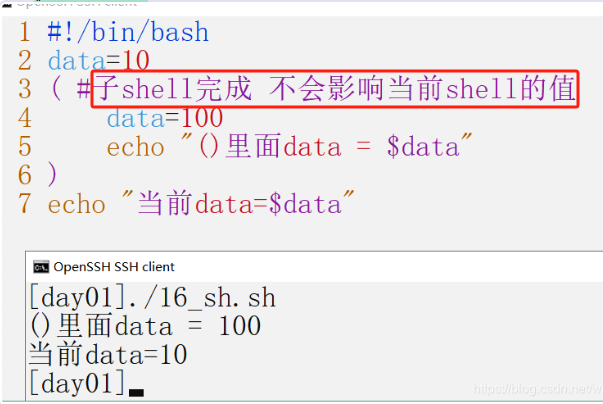 OpenSSH SSH client
1 #!/bin/bash
2 data=10
3 ( #子shell完成 不会影响当前shell的值
4     data=100
5     echo "()里面data = $data"
6 )
7 echo "当前data=$data"
OpenSSH SSH client
[day01]./16_sh.sh
()里面data = 100
当前data=10
[day01]
https://blog.csdn.net/w